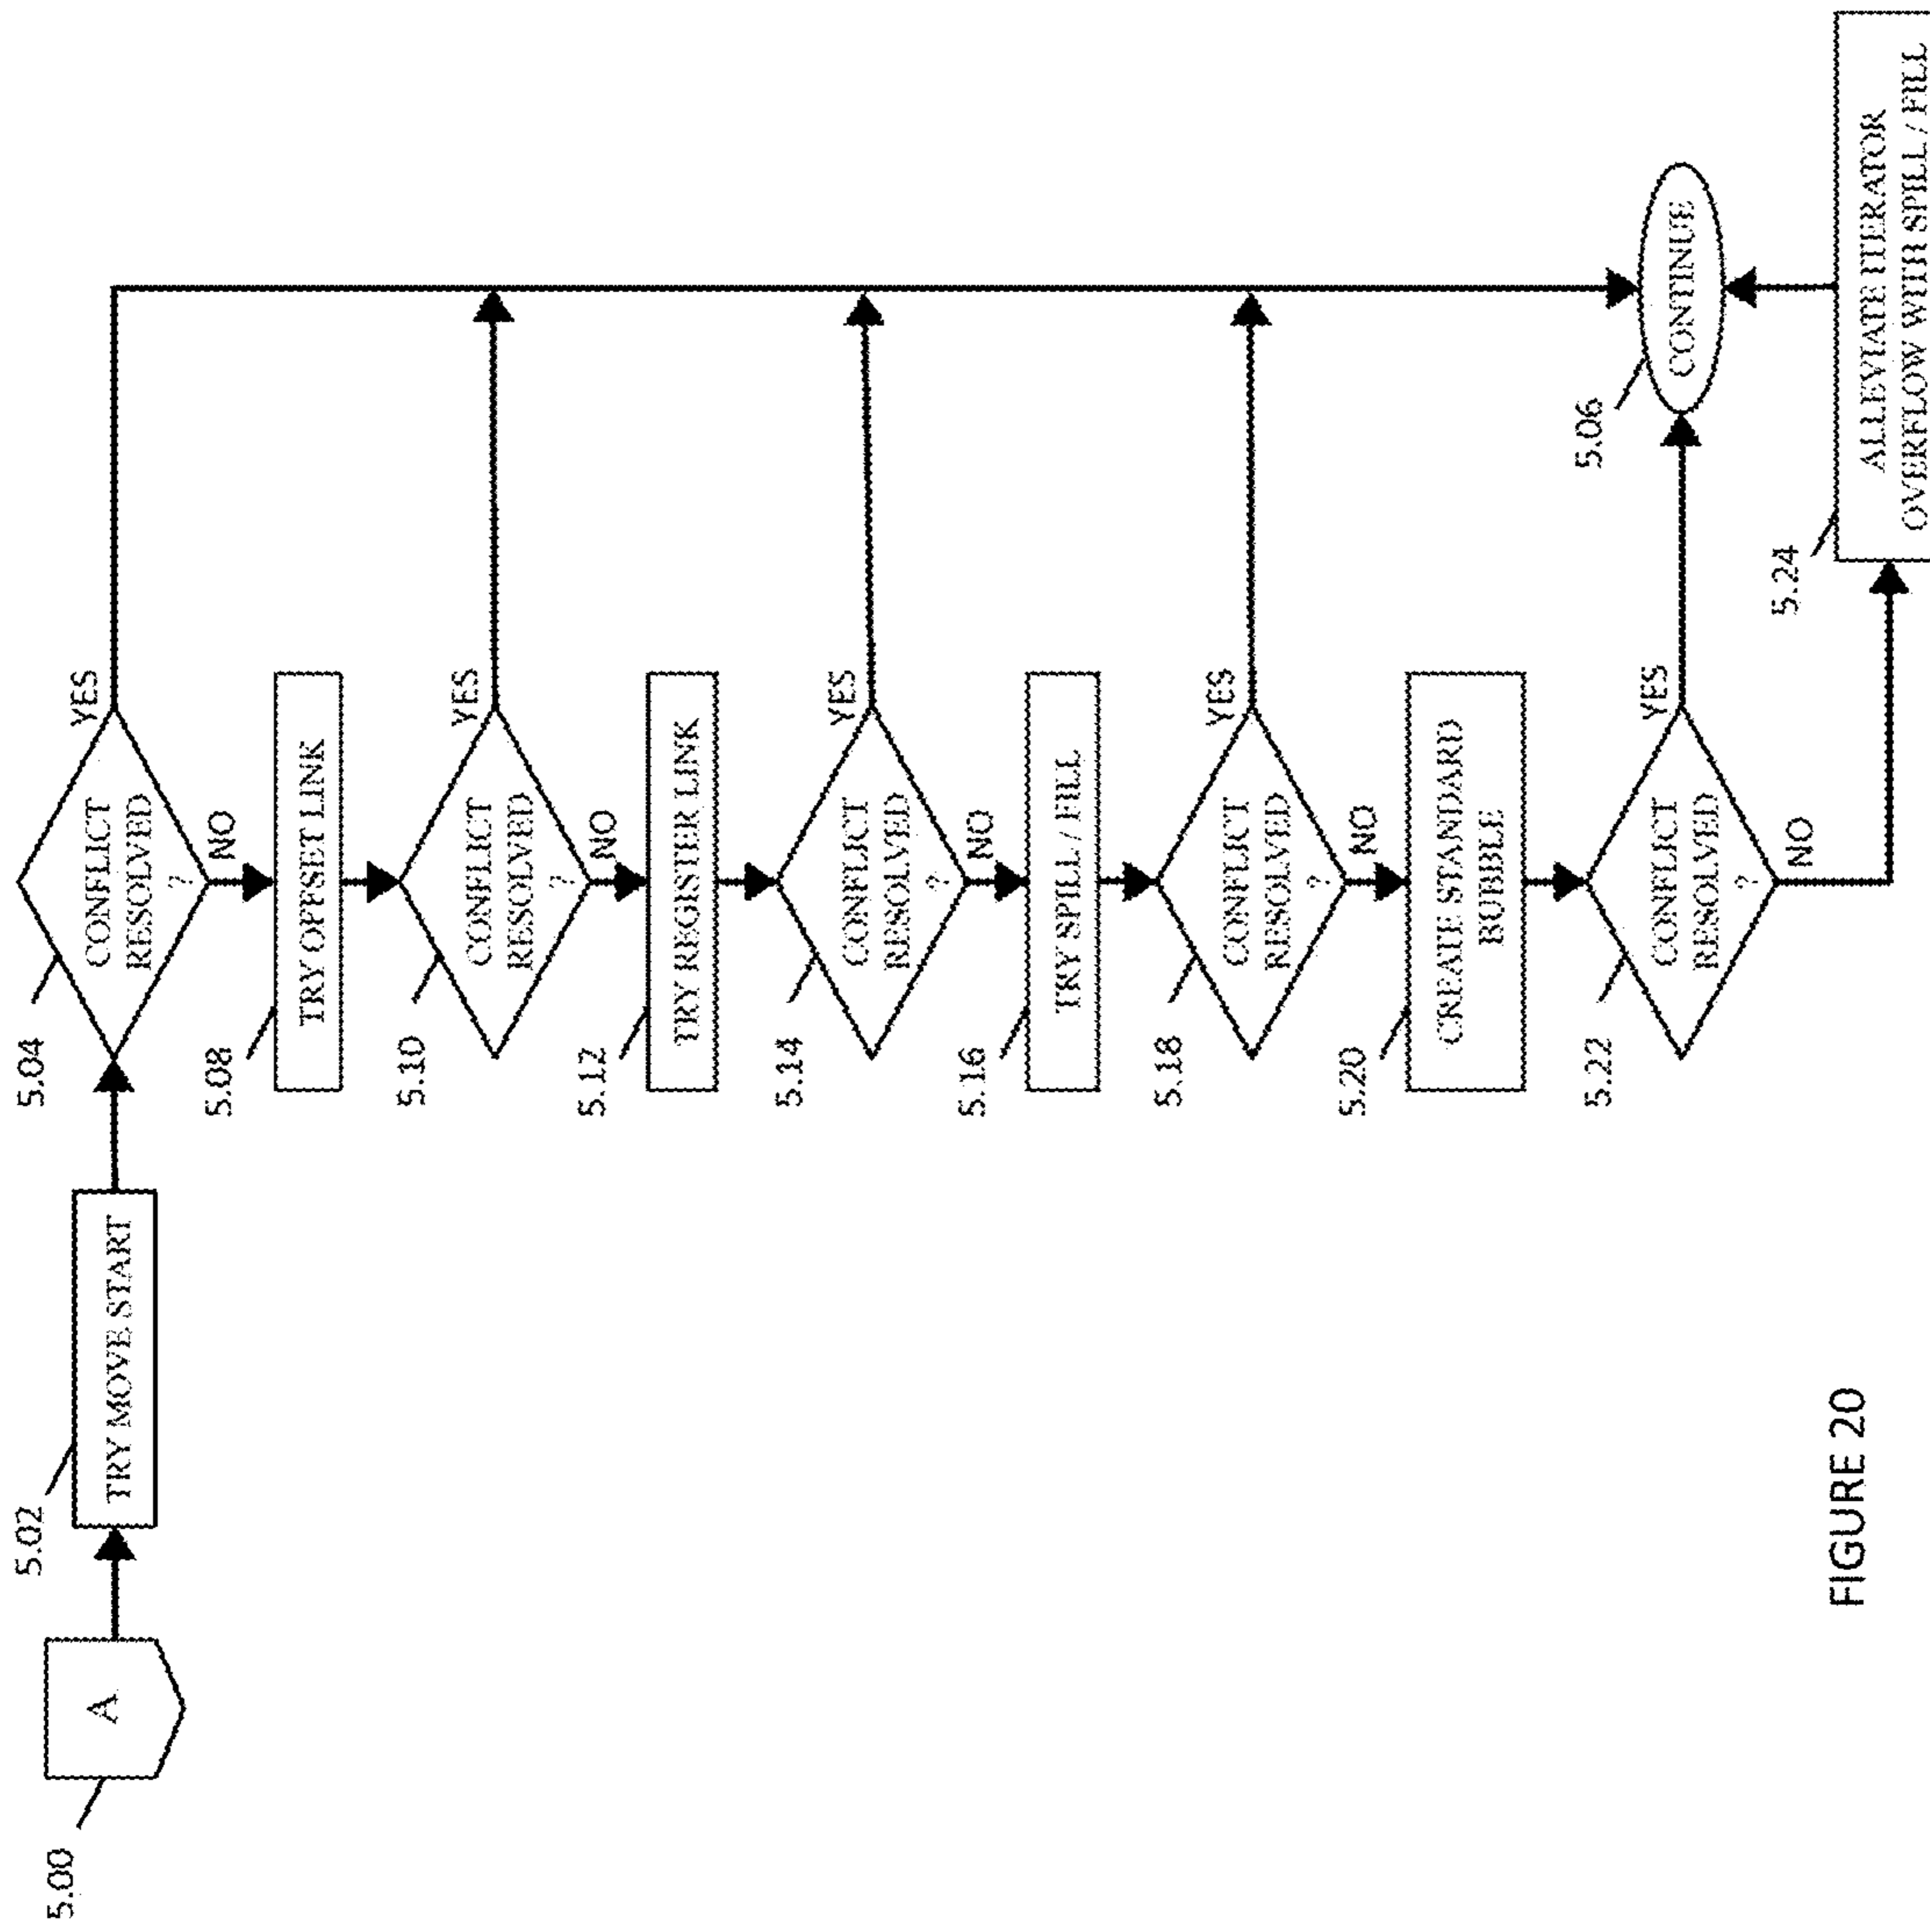 5.00
A
5.02
TRY MOVE START
5.04
CONFLICT
RESOLVED
?
YES
NO
5.08
TRY OFFSET LINK
5.10
CONFLICT
RESOLVED
?
YES
NO
5.12
TRY REGISTER LINK
5.14
CONFLICT
RESOLVED
?
YES
NO
5.16
TRY SPILL / FILL
5.18
CONFLICT
RESOLVED
?
YES
NO
5.20
CREATE STANDARD
BUBBLE
5.22
CONFLICT
RESOLVED
?
YES
NO
5.06
CONTINUE
5.24
ALLEVIATE ITERATOR
OVERFLOW WITH SPILL / FILL
FIGURE 20